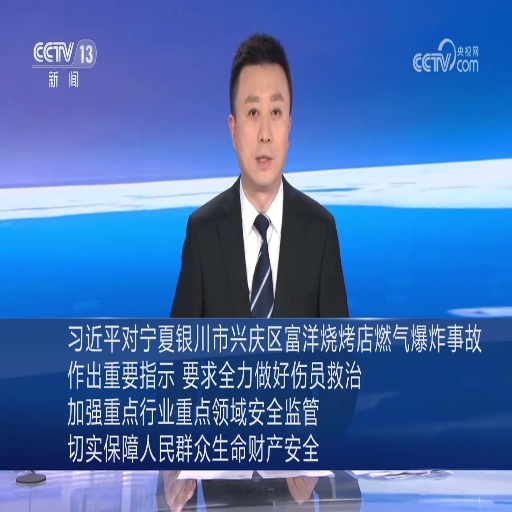 CCTV 13
新闻
央视网
CCTV.com
习近平对宁夏银川市兴庆区富洋烧烤店燃气爆炸事故
作出重要指示 要求全力做好伤员救治
加强重点行业重点领域安全监管
切实保障人民群众生命财产安全